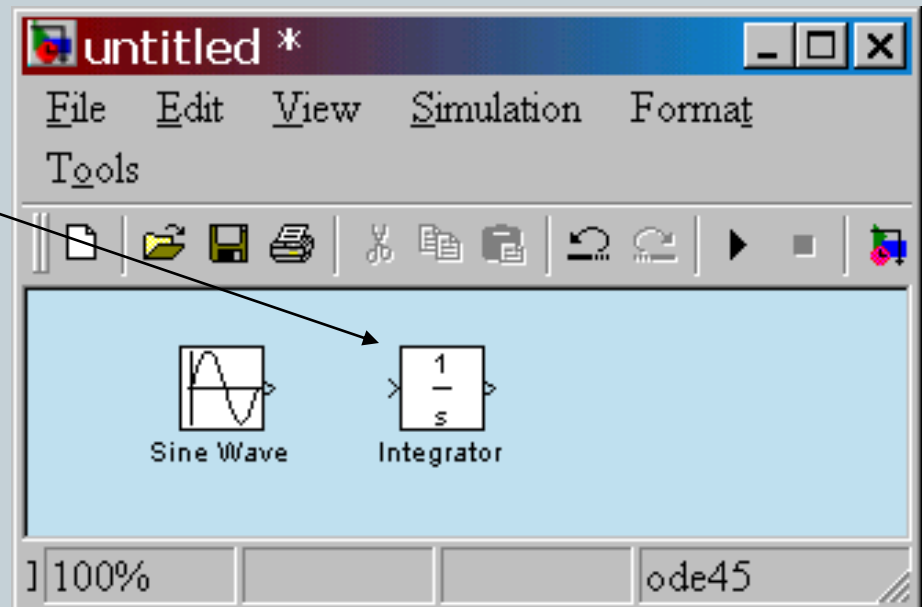 untitled *
File Edit View Simulation Format
Tools
1
s
Sine Wave Integrator
100% ode45